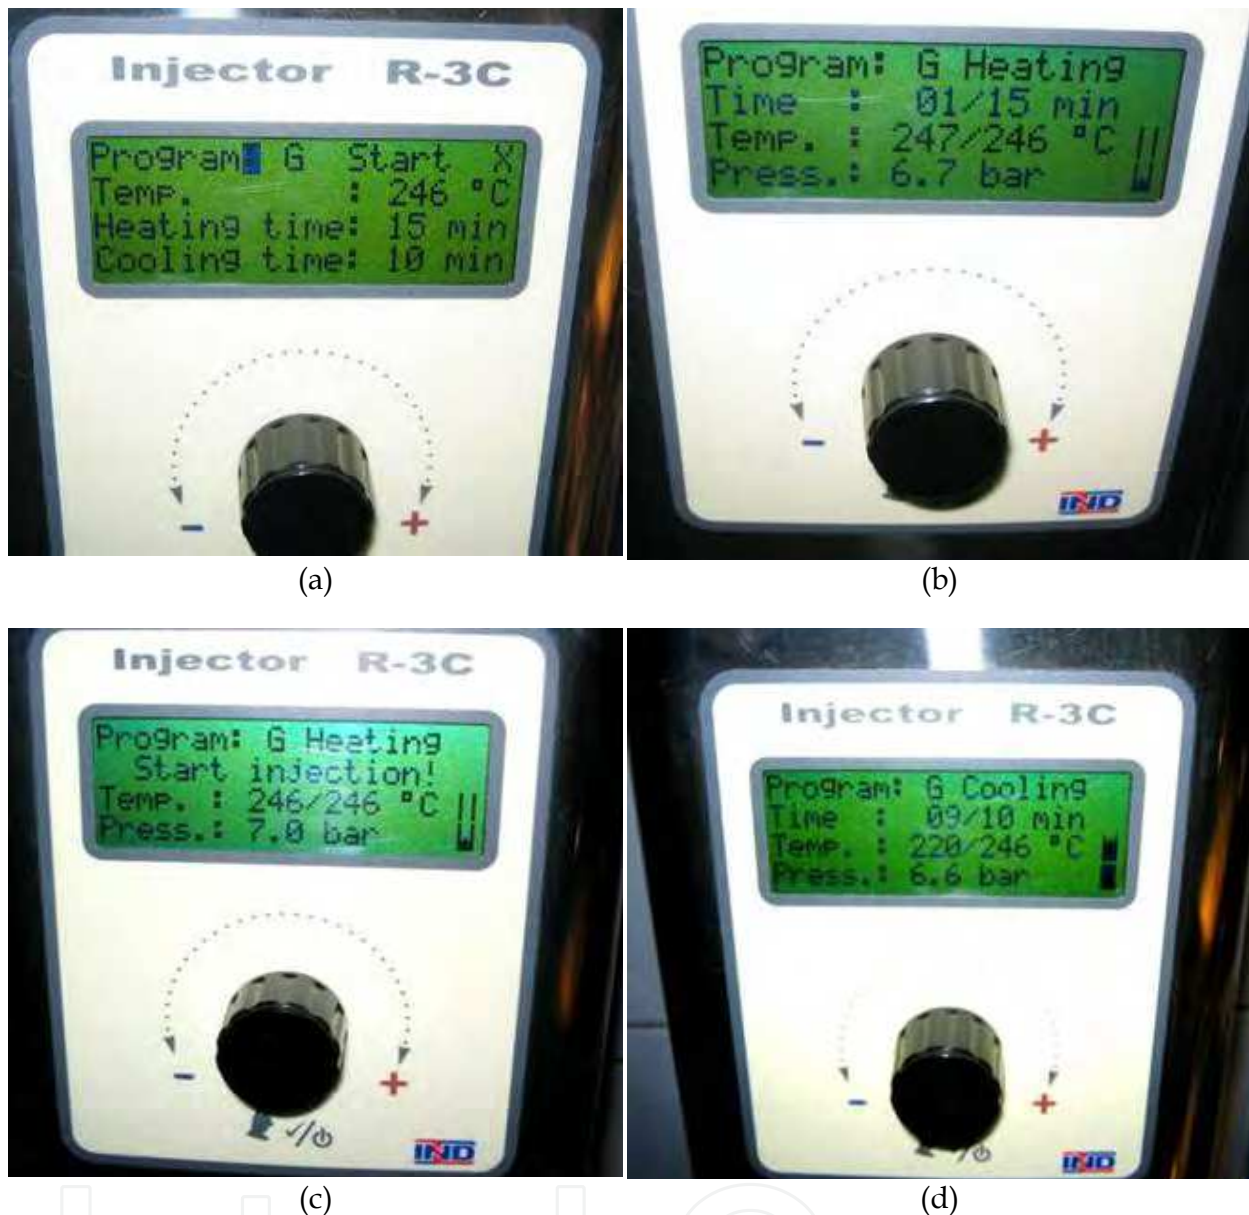 Injector R-3C
Program: G Start X
Temp. : 246 °C
Heating time: 15 min
Cooling time: 10 min
- +
(a)
Program: G Heating
Time : 01/15 min
Temp. : 247/246 °C
Press.: 6.7 bar
- +
IND
(b)
Injector R-3C
Program: G Heating
Start injection!
Temp. : 246/246 °C
Press.: 7.0 bar
- +
IND
(c)
Injector R-3C
Program: G Cooling
Time : 09/10 min
Temp. : 220/246 °C
Press.: 6.6 bar
- +
IND
(d)